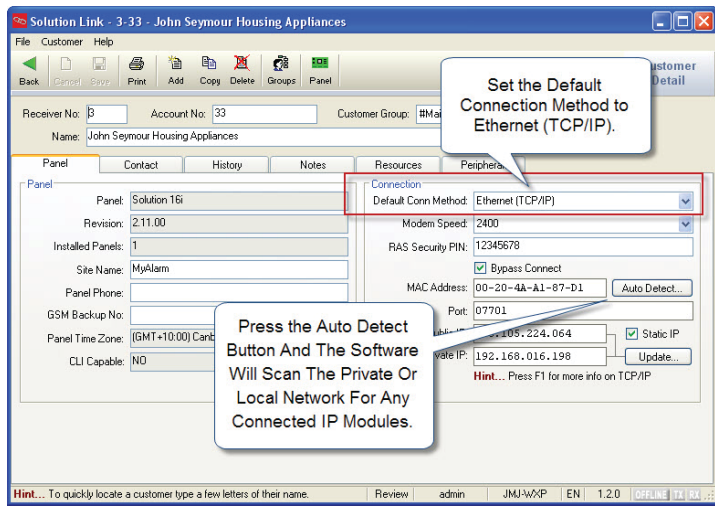 Solution Link - 3-33 - John Seymour Housing Appliances
File Customer Help
Back Cancel Save Print Add Copy Delete Groups Panel
Customer
Detail
Set the Default
Connection Method to
Ethernet (TCP/IP).
Receiver No: 3 Account No: 33 Customer Group:
Name: John Seymour Housing Appliances
Panel Contact History Notes Resources
Panel
Panel: Solution 16i
Revision: 2.11.00
Installed Panels: 1
Site Name: MyAlarm
Panel Phone:
GSM Backup No:
Panel Time Zone: (GMT+10:00)
CLI Capable: NO
Connection
Default Conn Method: Ethernet (TCP/IP)
Modem Speed: 2400
RAS Security PIN: 12345678
Bypass Connect
MAC Address: 00-20-4A-A1-87-D1 Auto Detect...
Port: 07701
.105.224.064 Static IP
192.168.016.198 Update...
Hint... Press F1 for more info on TCP/IP
Press the Auto Detect
Button And The Software
Will Scan The Private Or
Local Network For Any
Connected IP Modules.
Hint... To quickly locate a customer type a few letters of their name. Review admin JMJ-WXP EN 1.2.0 OFFLINE TX RX